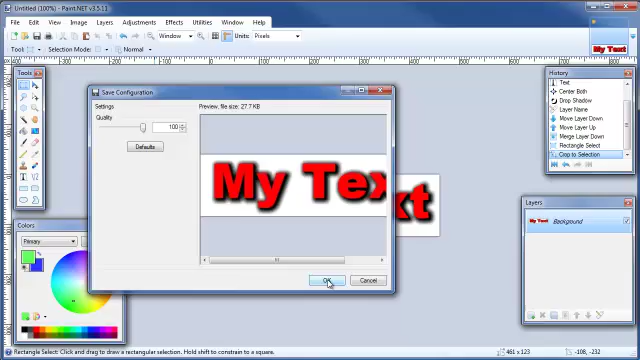 Untitled (100%) - Paint.NET v3.5.11
File Edit View Image Layers Adjustments Effects Utilities Window Help
Window Units: Pixels
My Text
Tool: Selection Mode: Normal
Tools
History
Text
Center Both
Drop Shadow
Layer Name
Move Layer Down
Move Layer Up
Merge Layer Down
Rectangle Select
Crop to Selection
Save Configuration
Settings
Quality
100
Defaults
Preview, file size: 27.7 KB
My Text
xt
OK
Cancel
Layers
My Text Background
Colors
Primary
More >>
Rectangle Select: Click and drag to draw a rectangular selection. Hold shift to constrain to a square.
461 x 123
-108, -232